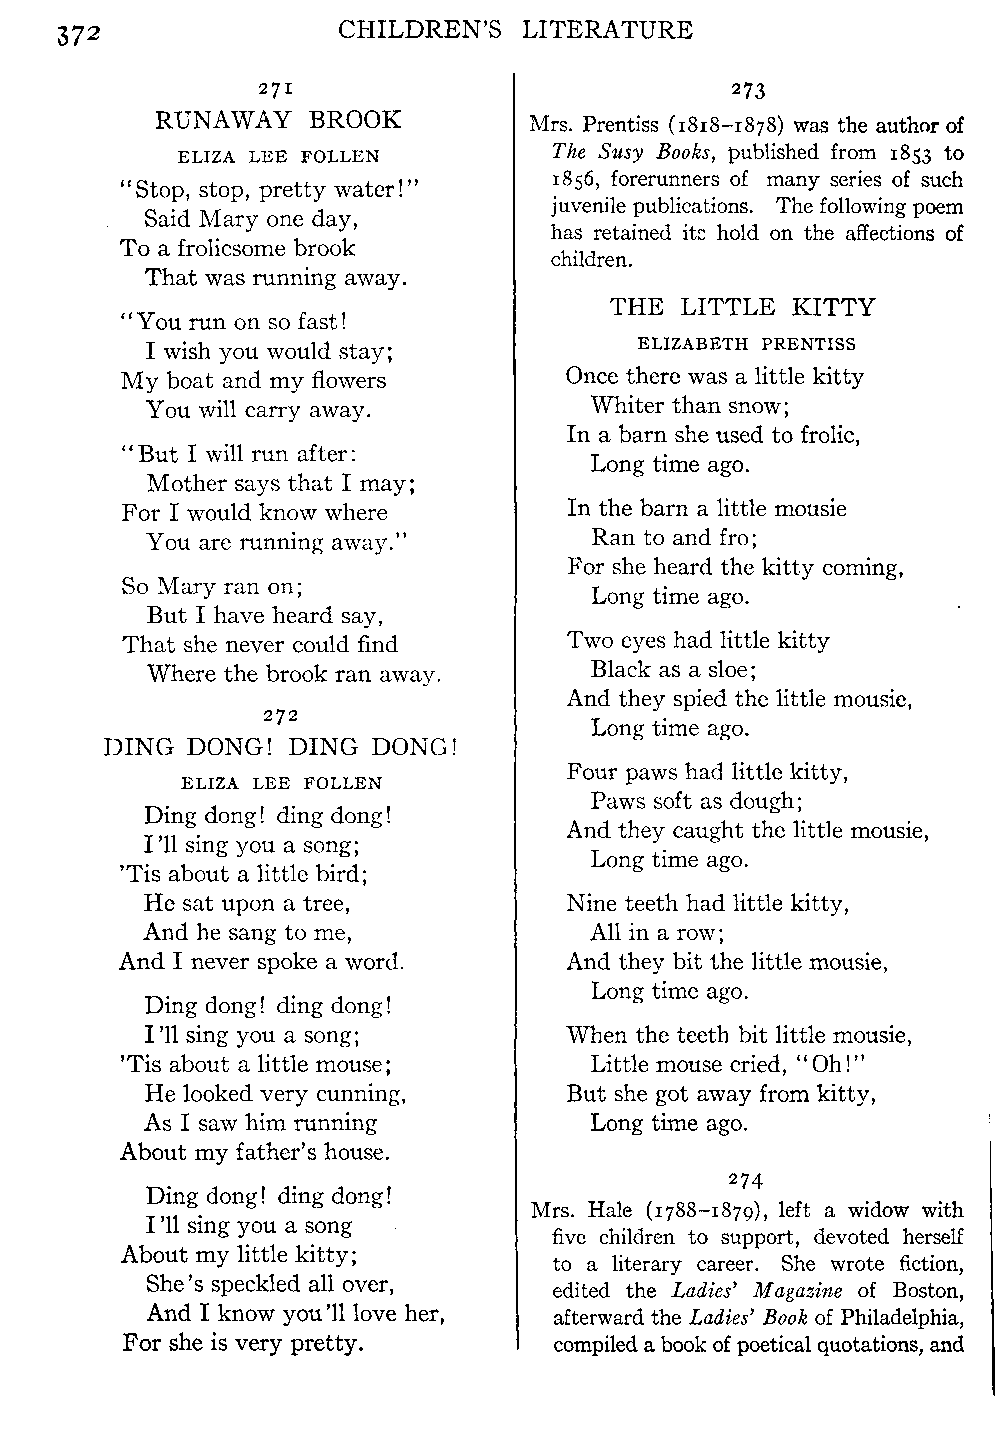 372
CHILDREN'S LITERATURE
271
RUNAWAY BROOK
ELIZA LEE FOLLEN
"Stop, stop, pretty water!"
Said Mary one day,
To a frolicsome brook
That was running away.
"You run on so fast!
I wish you would stay;
My boat and my flowers
You will carry away.
"But I will run after:
Mother says that I may;
For I would know where
You are running away."
So Mary ran on;
But I have heard say,
That she never could find
Where the brook ran away.
272
DING DONG! DING DONG!
ELIZA LEE FOLLEN
Ding dong! ding dong!
I'll sing you a song;
'Tis about a little bird;
He sat upon a tree,
And he sang to me,
And I never spoke a word.
Ding dong! ding dong!
I'll sing you a song;
'Tis about a little mouse;
He looked very cunning,
As I saw him running
About my father's house.
Ding dong! ding dong!
I'll sing you a song
About my little kitty;
She's speckled all over,
And I know you'll love her,
For she is very pretty.
273
Mrs. Prentiss (1818–1878) was the author of
The Susy Books, published from 1853 to
1856, forerunners of many series of such
juvenile publications. The following poem
has retained its hold on the affections of
children.
THE LITTLE KITTY
ELIZABETH PRENTISS
Once there was a little kitty
Whiter than snow;
In a barn she used to frolic,
Long time ago.
In the barn a little mousie
Ran to and fro;
For she heard the kitty coming,
Long time ago.
Two eyes had little kitty
Black as a sloe;
And they spied the little mousie,
Long time ago.
Four paws had little kitty,
Paws soft as dough;
And they caught the little mousie,
Long time ago.
Nine teeth had little kitty,
All in a row;
And they bit the little mousie,
Long time ago.
When the teeth bit little mousie,
Little mouse cried, "Oh!"
But she got away from kitty,
Long time ago.
274
Mrs. Hale (1788–1879), left a widow with
five children to support, devoted herself
to a literary career. She wrote fiction,
edited the Ladies' Magazine of Boston,
afterward the Ladies' Book of Philadelphia,
compiled a book of poetical quotations, and